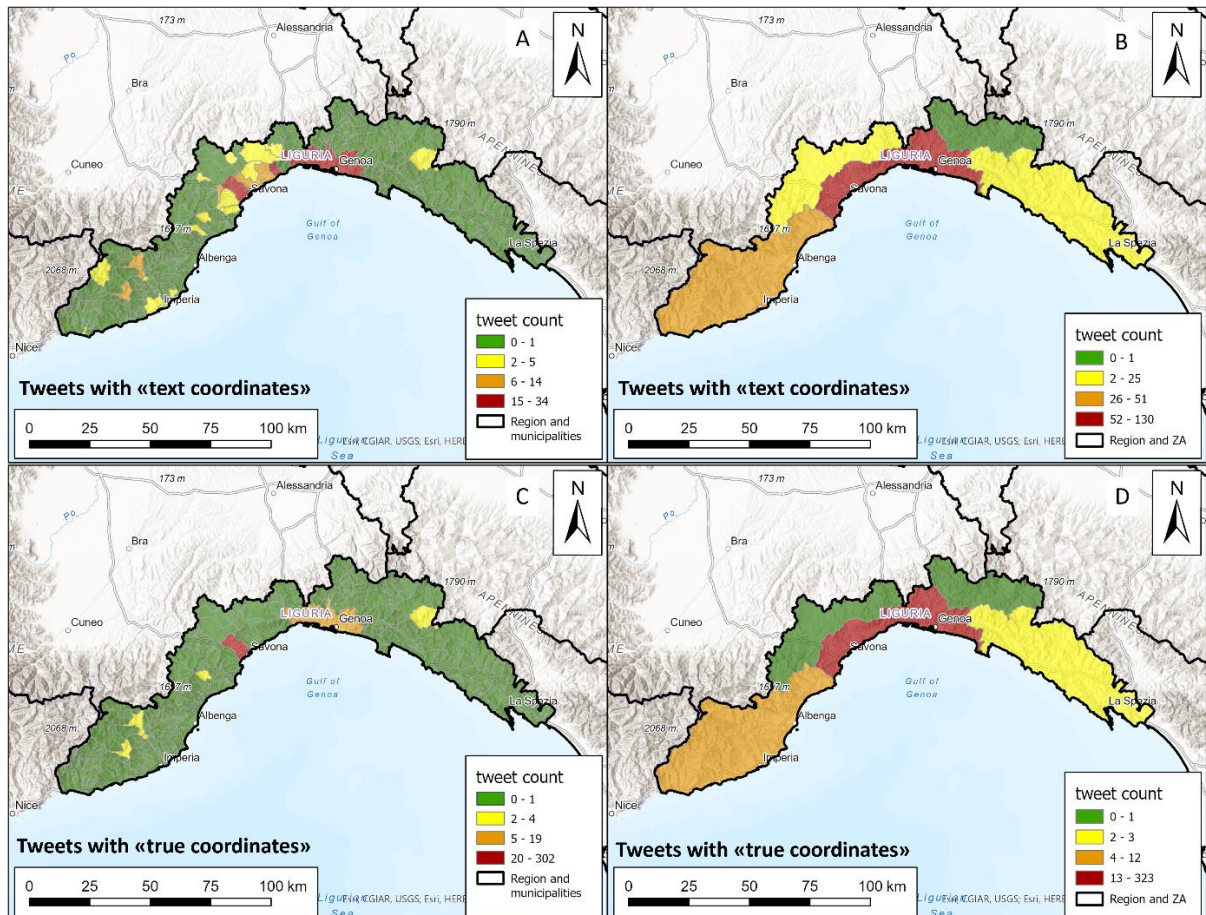 173 m
Alessandria
A
N
Po
Bra
1790 m
APENNINE
Cuneo
LIGURIA
Genoa
ME
Savona
Gulf of
Genoa
La Spezia
Albenga
2068 m
Imperia
Nice
tweet count
0 - 1
2 - 5
6 - 14
15 - 34
Region and
municipalities
Tweets with «text coordinates»
0 25 50 75 100 km
Sea
173 m
Alessandria
B
N
Po
Bra
1790 m
APENNINES
Cuneo
LIGURIA
Genoa
Savona
Gulf of
Genoa
La Spezia
Albenga
2068 m
Imperia
Nice
tweet count
0 - 1
2 - 25
26 - 51
52 - 130
Region and ZA
Tweets with «text coordinates»
0 25 50 75 100 km
Sea
173 m
Alessandria
C
N
Po
Bra
1790 m
APENNINE
Cuneo
LIGURIA
Genoa
ME
Savona
Gulf of
Genoa
La Spezia
Albenga
2068 m
Imperia
Nice
tweet count
0 - 1
2 - 4
5 - 19
20 - 302
Region and
municipalities
Tweets with «true coordinates»
0 25 50 75 100 km
173 m
Alessandria
D
N
Po
Bra
1790 m
APENNINES
Cuneo
LIGURIA
Genoa
Savona
Gulf of
Genoa
La Spezia
Albenga
2068 m
Imperia
Nice
tweet count
0 - 1
2 - 3
4 - 12
13 - 323
Region and ZA
Tweets with «true coordinates»
0 25 50 75 100 km